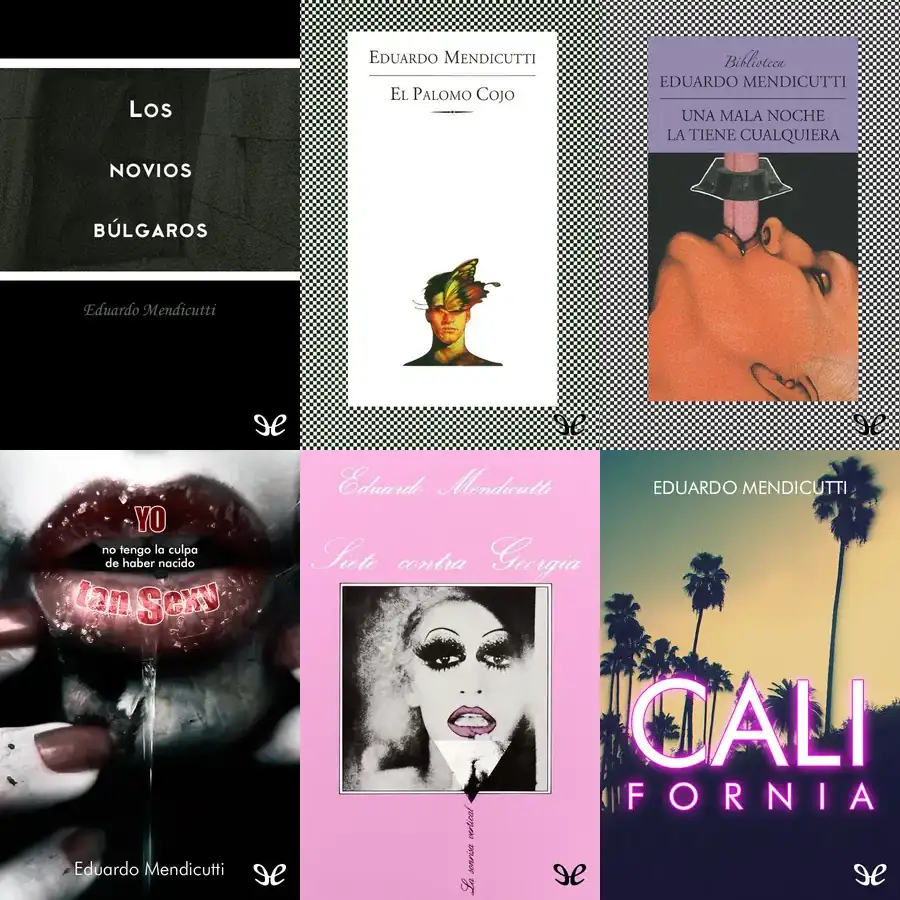 Los
novios
búlgaros
Eduardo Mendicutti
Eduardo Mendicutti
El Palomo Cojo
Biblioteca
EDUARDO MENDICUTTI
UNA MALA NOCHE
LA TIENE CUALQUIERA
YO
no tengo la culpa
de haber nacido
tan Sexy
Eduardo Mendicutti
Eduardo Mendicutti
Siete contra Georgia
La sonrisa vertical
EDUARDO MENDICUTTI
CALI
FORNIA